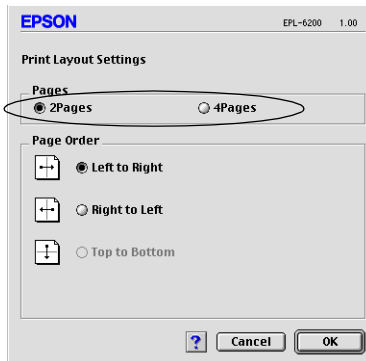 EPSON EPL-6200 1.00
Print Layout Settings
Pages
2Pages 4Pages
Page Order
Left to Right
Right to Left
Top to Bottom
? Cancel OK